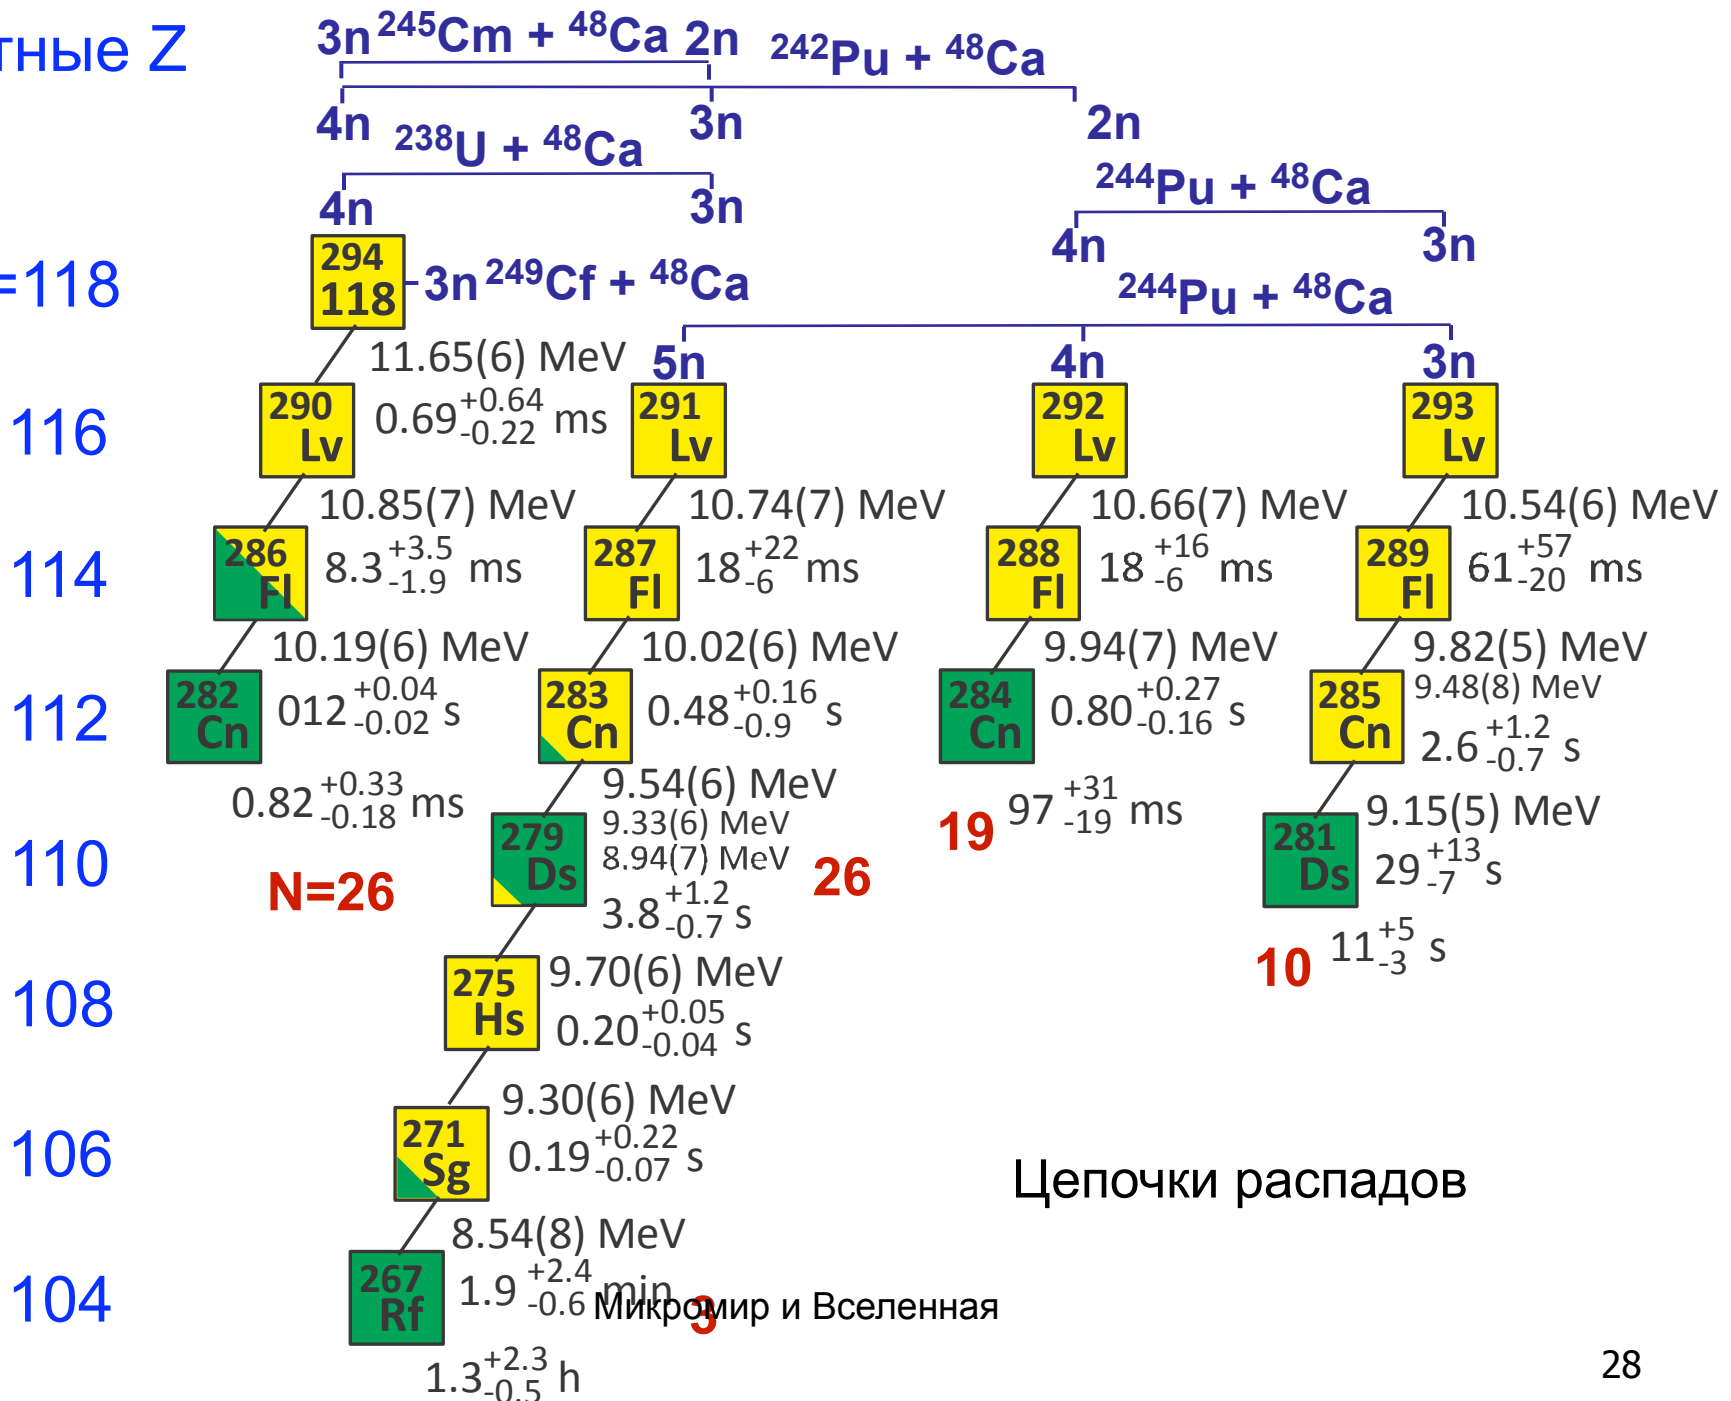 тные Z
3n ²⁴⁵Cm + ⁴⁸Ca 2n
²⁴²Pu + ⁴⁸Ca
4n
3n
2n
²³⁸U + ⁴⁸Ca
²⁴⁴Pu + ⁴⁸Ca
4n
3n
4n
3n
=118
294
118
3n ²⁴⁹Cf + ⁴⁸Ca
²⁴⁴Pu + ⁴⁸Ca
11.65(6) MeV
5n
4n
3n
116
290
Lv
0.69 +0.64 -0.22 ms
291
Lv
292
Lv
293
Lv
10.85(7) MeV
10.74(7) MeV
10.66(7) MeV
10.54(6) MeV
114
286
Fl
8.3 +3.5 -1.9 ms
287
Fl
18 +22 -6 ms
288
Fl
18 +16 -6 ms
289
Fl
61 +57 -20 ms
10.19(6) MeV
10.02(6) MeV
9.94(7) MeV
9.82(5) MeV
9.48(8) MeV
112
282
Cn
012 +0.04 -0.02 s
283
Cn
0.48 +0.16 -0.9 s
284
Cn
0.80 +0.27 -0.16 s
285
Cn
2.6 +1.2 -0.7 s
0.82 +0.33 -0.18 ms
9.54(6) MeV
9.33(6) MeV
8.94(7) MeV
19
97 +31 -19 ms
9.15(5) MeV
110
N=26
279
Ds
3.8 +1.2 -0.7 s
26
281
Ds
29 +13 -7 s
10
11 +5 -3 s
108
275
Hs
9.70(6) MeV
0.20 +0.05 -0.04 s
9.30(6) MeV
106
271
Sg
0.19 +0.22 -0.07 s
Цепочки распадов
8.54(8) MeV
104
267
Rf
1.9 +2.4 -0.6 min
3
Микромир и Вселенная
1.3 +2.3 -0.5 h
28